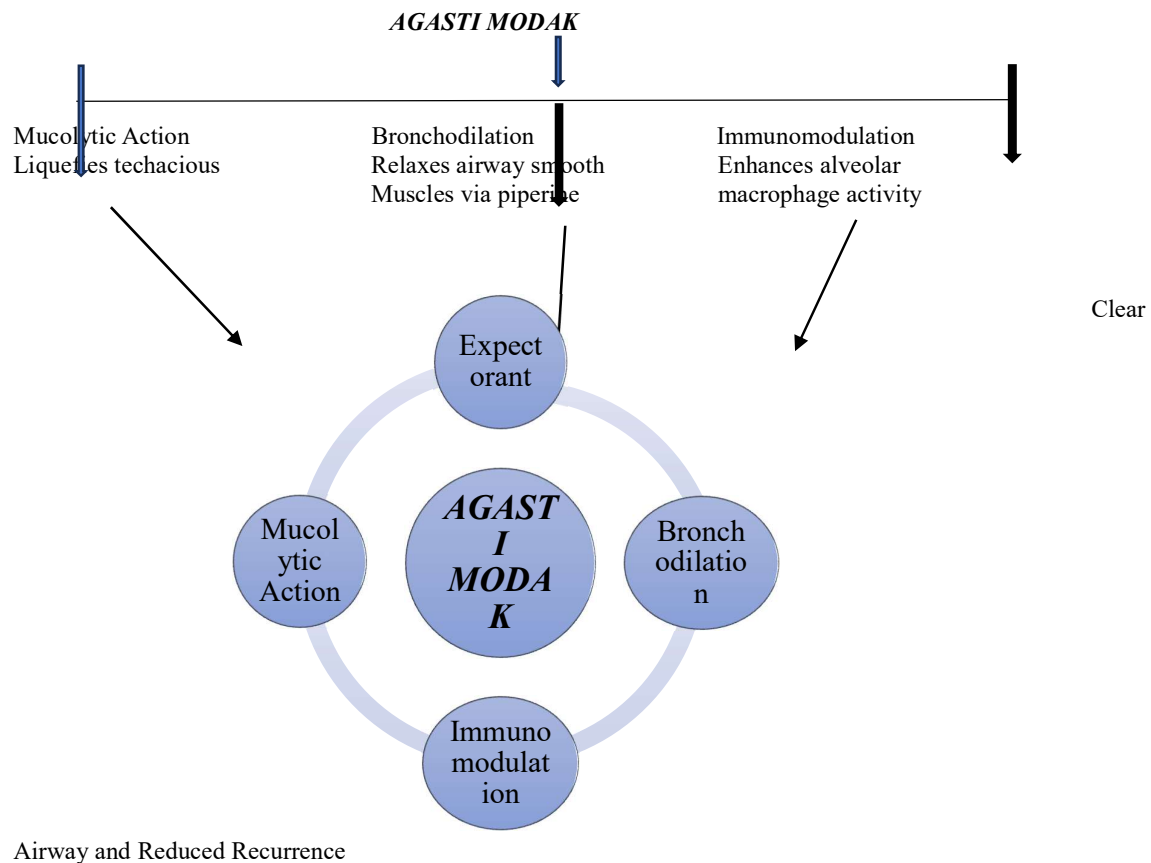 AGASTI MODAK
Mucolytic Action
Liquefies techacious
Bronchodilation
Relaxes airway smooth
Muscles via piperine
Immunomodulation
Enhances alveolar
macrophage activity
Clear
Expect
orant
Mucol
ytic
Action
AGAST
I
MODA
K
Bronch
odilatio
n
Immuno
modulat
ion
Airway and Reduced Recurrence